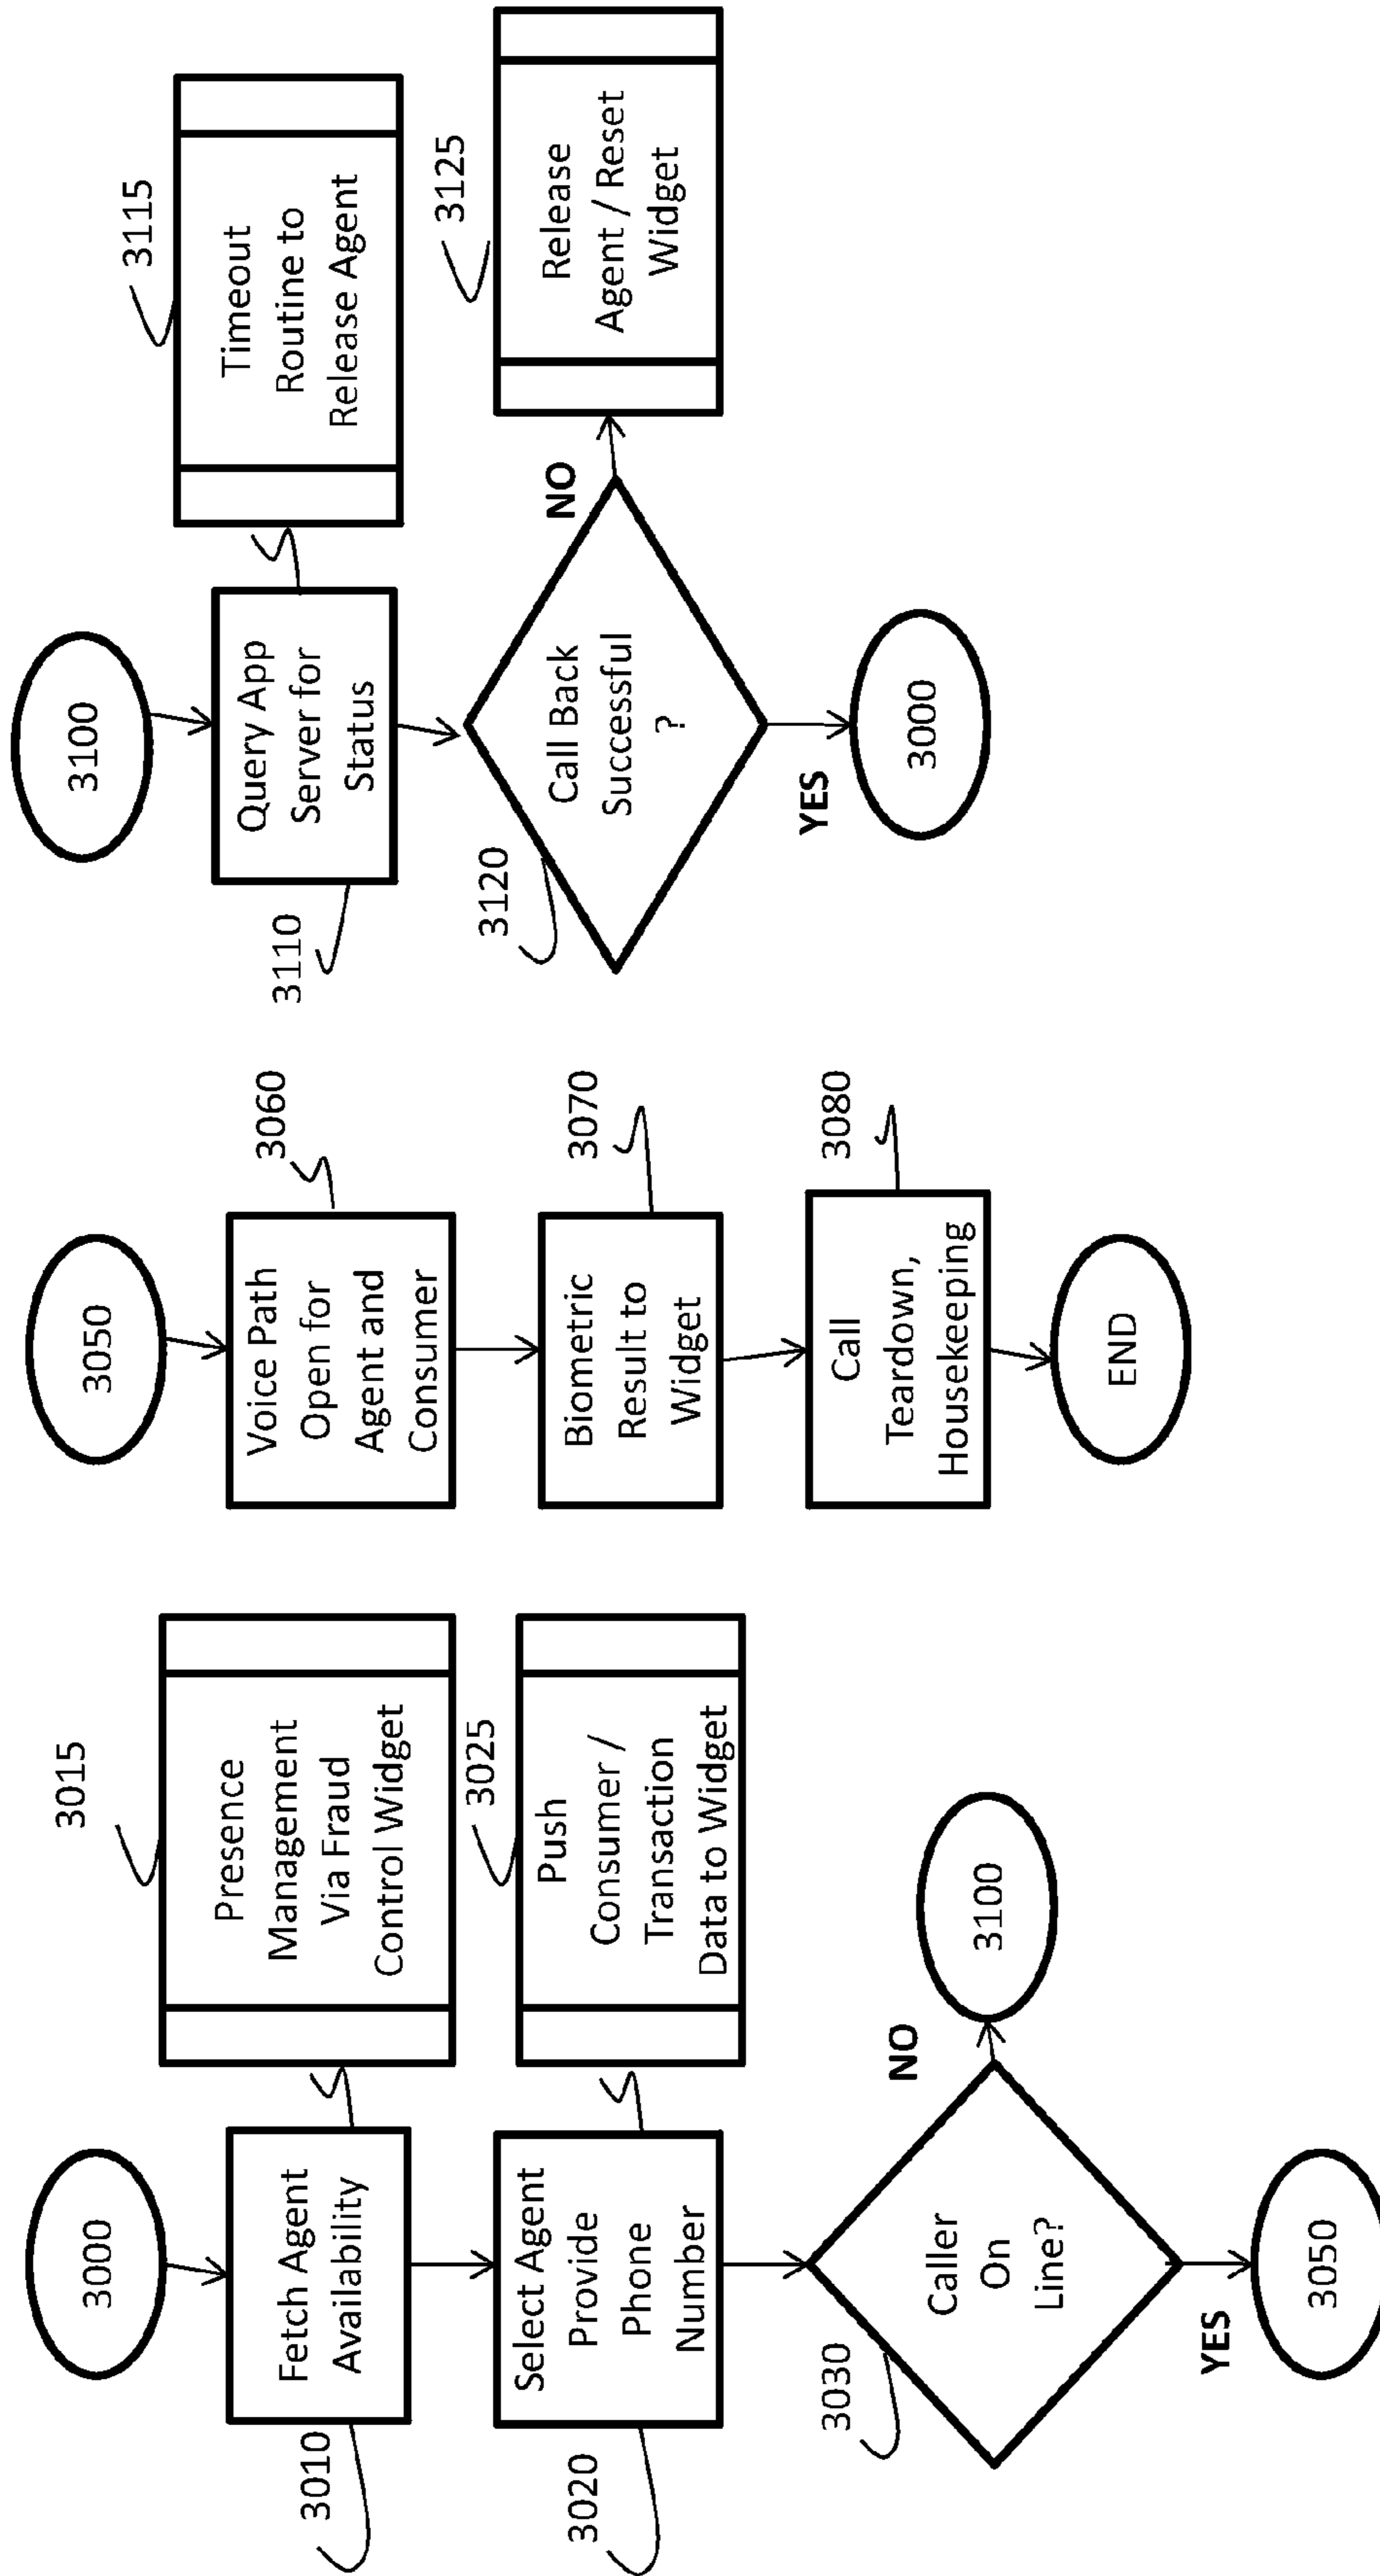 3000
3010
Fetch Agent
Availability
3015
Presence
Management
Via Fraud
Control Widget
3020
Select Agent
Provide
Phone
Number
3025
Push
Consumer /
Transaction
Data to Widget
3030
Caller
On
Line?
NO
3100
YES
3050
3050
3060
Voice Path
Open for
Agent and
Consumer
3070
Biometric
Result to
Widget
3080
Call
Teardown,
Housekeeping
END
3100
3110
Query App
Server for
Status
3115
Timeout
Routine to
Release Agent
3120
Call Back
Successful
?
NO
3125
Release
Agent / Reset
Widget
YES
3000